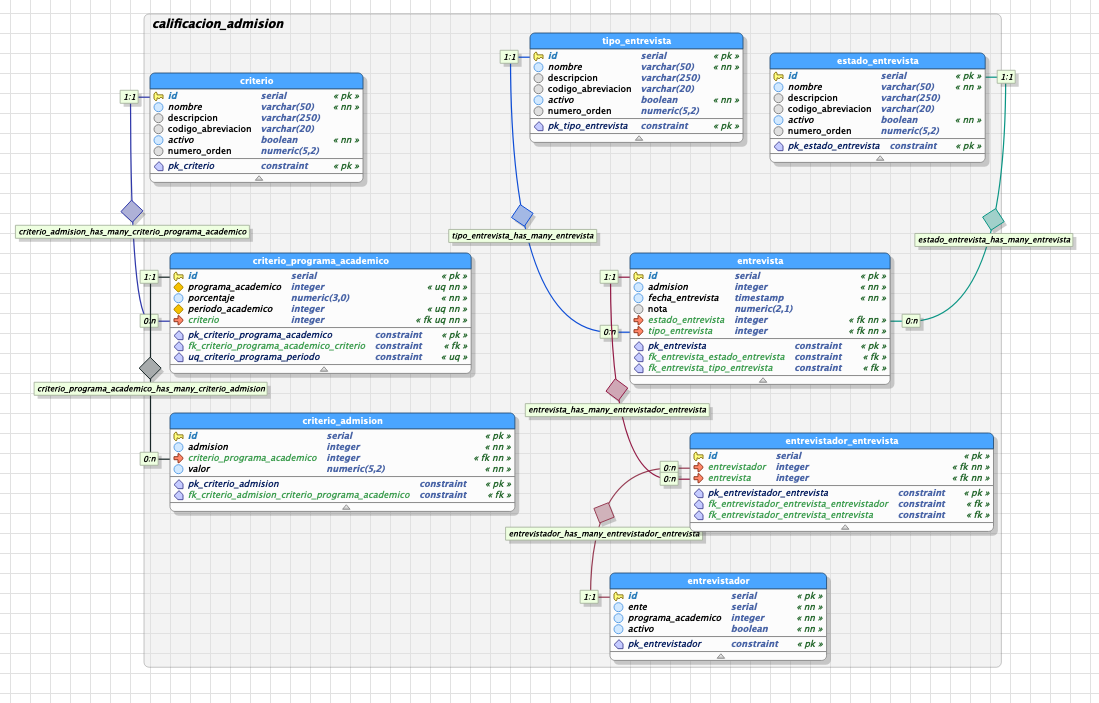 calificacion_admision
tipo_entrevista
1:1 id serial « pk »
nombre varchar(50) « nn »
descripcion varchar(250)
codigo_abreviacion varchar(20)
activo boolean « nn »
numero_orden numeric(5,2)
pk_tipo_entrevista constraint « pk »
estado_entrevista
id serial « pk » 1:1
nombre varchar(50) « nn »
descripcion varchar(250)
codigo_abreviacion varchar(20)
activo boolean « nn »
numero_orden numeric(5,2)
pk_estado_entrevista constraint « pk »
criterio
1:1 id serial « pk »
nombre varchar(50) « nn »
descripcion varchar(250)
codigo_abreviacion varchar(20)
activo boolean « nn »
numero_orden numeric(5,2)
pk_criterio constraint « pk »
criterio_admision_has_many_criterio_programa_academico
tipo_entrevista_has_many_entrevista
estado_entrevista_has_many_entrevista
criterio_programa_academico
1:1 id serial « pk »
programa_academico integer « uq nn »
porcentaje numeric(3,0) « nn »
periodo_academico integer « uq nn »
0:n criterio integer « fk uq nn »
pk_criterio_programa_academico constraint « pk »
fk_criterio_programa_academico_criterio constraint « fk »
uq_criterio_programa_periodo constraint « uq »
entrevista
1:1 id serial « pk »
admision integer « nn »
fecha_entrevista timestamp « nn »
nota numeric(2,1)
estado_entrevista integer « fk nn » 0:n
0:n tipo_entrevista integer « fk nn »
pk_entrevista constraint « pk »
fk_entrevista_estado_entrevista constraint « fk »
fk_entrevista_tipo_entrevista constraint « fk »
criterio_programa_academico_has_many_criterio_admision
entrevista_has_many_entrevistador_entrevista
criterio_admision
id serial « pk »
admision integer « nn »
0:n criterio_programa_academico integer « fk nn »
valor numeric(5,2) « nn »
pk_criterio_admision constraint « pk »
fk_criterio_admision_criterio_programa_academico constraint « fk »
entrevistador_entrevista
id serial « pk »
0:n entrevistador integer « fk nn »
0:n entrevista integer « fk nn »
pk_entrevistador_entrevista constraint « pk »
fk_entrevistador_entrevista_entrevistador constraint « fk »
fk_entrevistador_entrevista_entrevista constraint « fk »
entrevistador_has_many_entrevistador_entrevista
entrevistador
1:1 id serial « pk »
ente serial « nn »
programa_academico integer « nn »
activo boolean « nn »
pk_entrevistador constraint « pk »